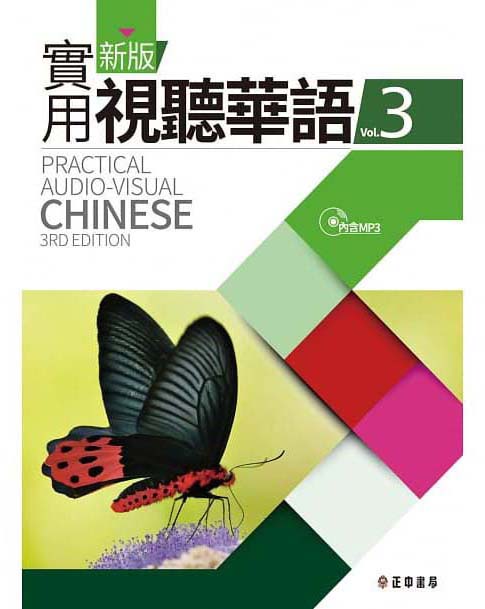 新版
實用
視聽華語
Vol. 3
PRACTICAL
AUDIO-VISUAL
CHINESE
3RD EDITION
內含MP3
正中書局